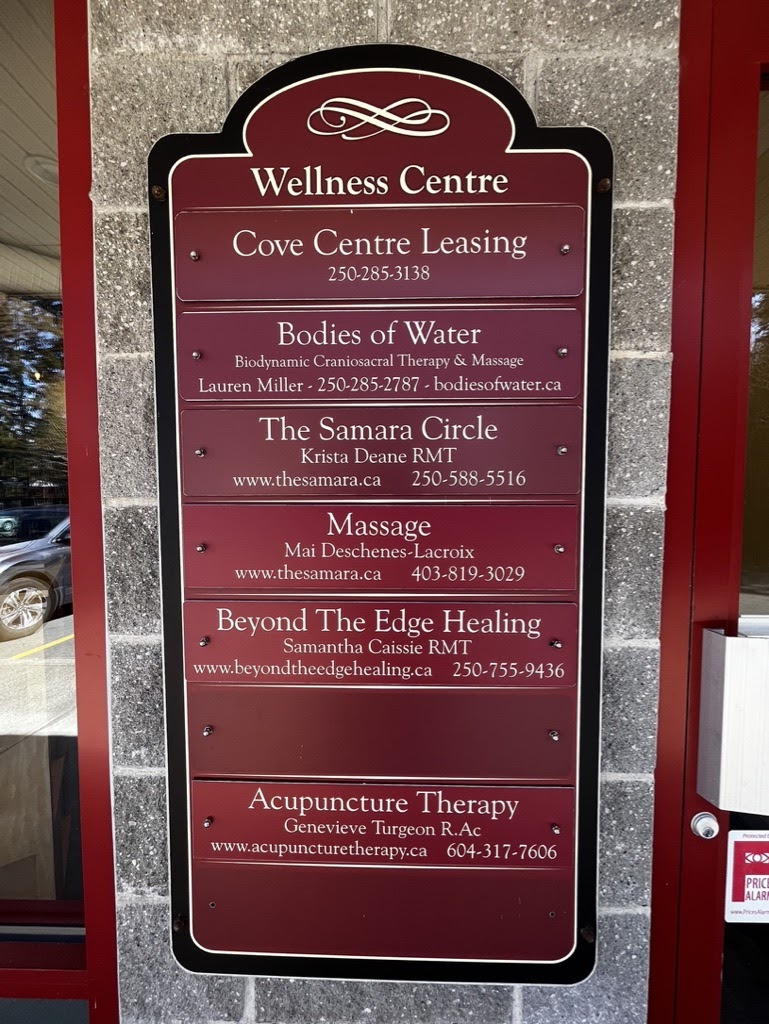 Wellness Centre
Cove Centre Leasing
250-285-3138
Bodies of Water
Biodynamic Craniosacral Therapy & Massage
Lauren Miller - 250-285-2787 - bodiesofwater.ca
The Samara Circle
Krista Deane RMT
www.thesamara.ca 250-588-5516
Massage
Mai Deschenes-Lacroix
www.thesamara.ca 403-819-3029
Beyond The Edge Healing
Samantha Caissie RMT
www.beyondtheedgehealing.ca 250-755-9436
Acupuncture Therapy
Genevieve Turgeon R.Ac
www.acupuncturetherapy.ca 604-317-7606
Protected